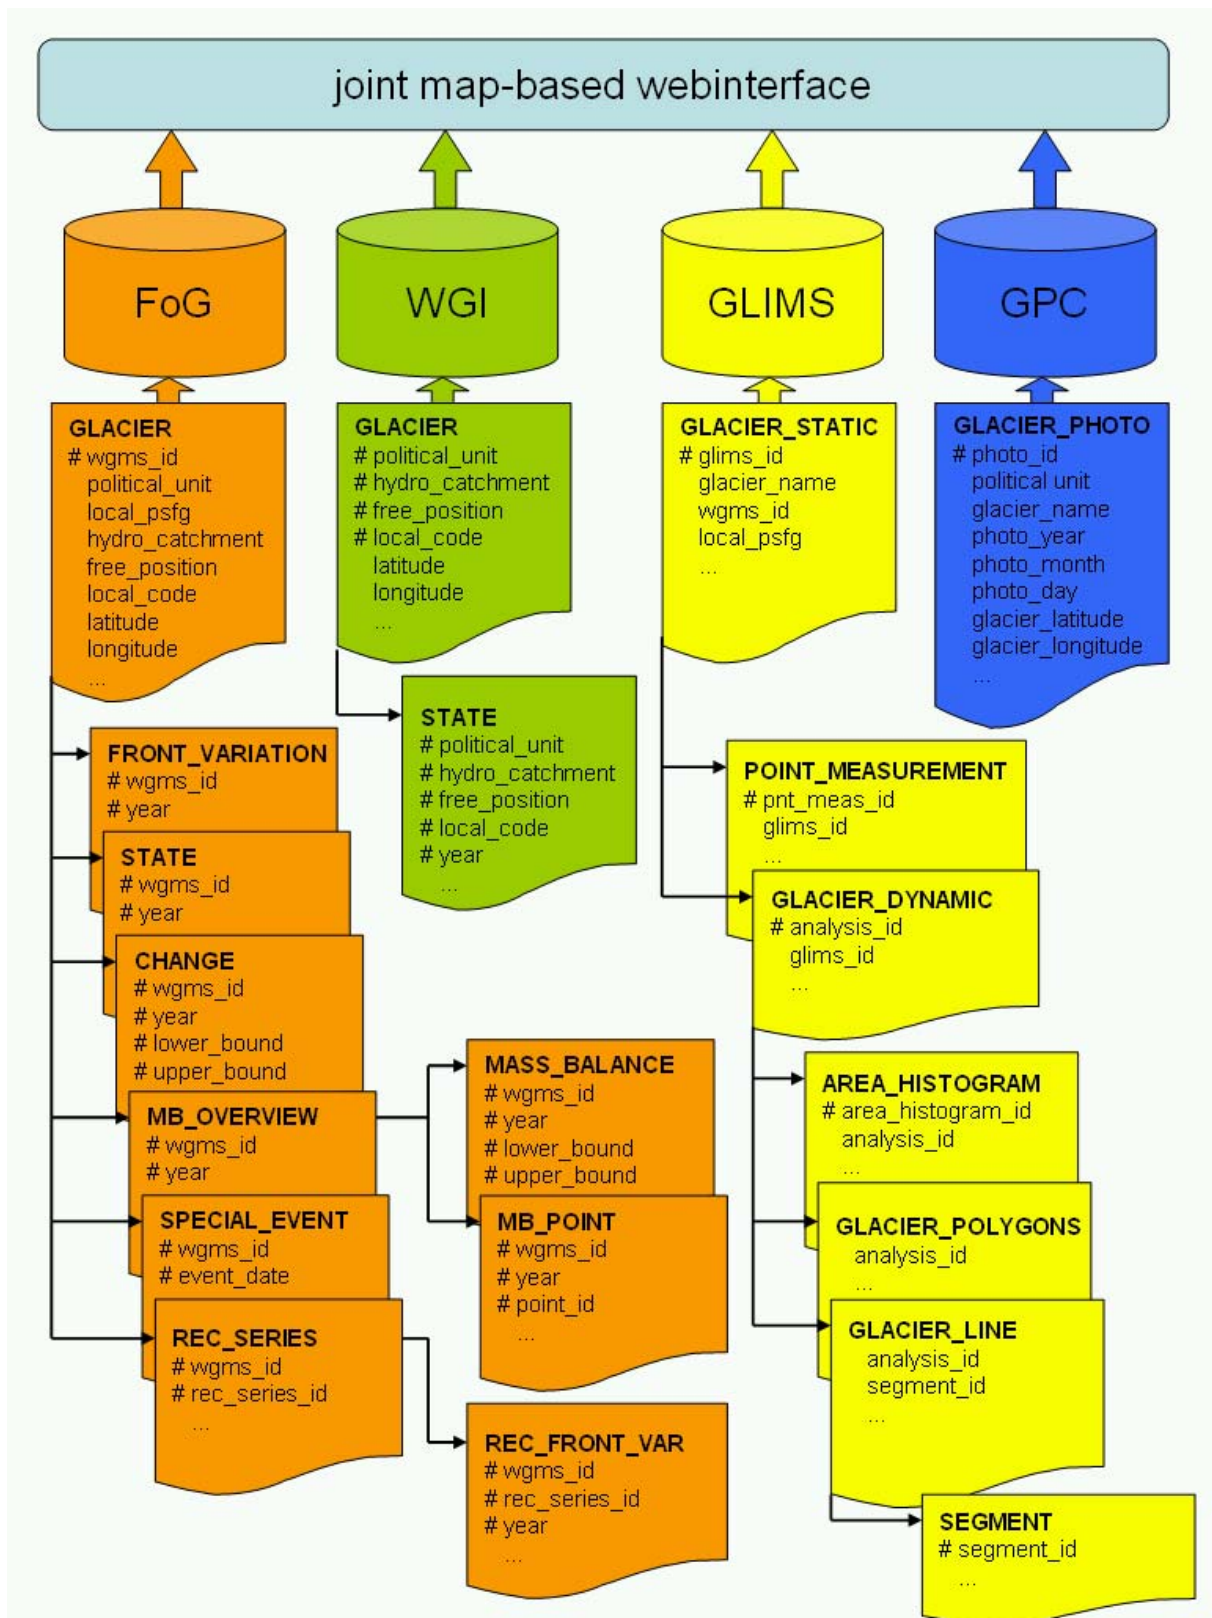 joint map-based webinterface
FoG
WGI
GLIMS
GPC
GLACIER
# wgms_id
political_unit
local_psfg
hydro_catchment
free_position
local_code
latitude
longitude
...
GLACIER
# political_unit
# hydro_catchment
# free_position
# local_code
latitude
longitude
...
GLACIER_STATIC
# glims_id
glacier_name
wgms_id
local_psfg
...
GLACIER_PHOTO
# photo_id
political unit
glacier_name
photo_year
photo_month
photo_day
glacier_latitude
glacier_longitude
...
FRONT_VARIATION
# wgms_id
# year
STATE
# wgms_id
# year
CHANGE
# wgms_id
# year
# lower_bound
# upper_bound
MB_OVERVIEW
# wgms_id
# year
SPECIAL_EVENT
# wgms_id
# event_date
REC_SERIES
# wgms_id
# rec_series_id
...
MASS_BALANCE
# wgms_id
# year
# lower_bound
# upper_bound
MB_POINT
# wgms_id
# year
# point_id
...
REC_FRONT_VAR
# wgms_id
# rec_series_id
# year
...
STATE
# political_unit
# hydro_catchment
# free_position
# local_code
# year
...
POINT_MEASUREMENT
# pnt_meas_id
glims_id
...
GLACIER_DYNAMIC
# analysis_id
glims_id
...
AREA_HISTOGRAM
# area_histogram_id
analysis_id
...
GLACIER_POLYGONS
analysis_id
...
GLACIER_LINE
analysis_id
segment_id
...
SEGMENT
# segment_id
...